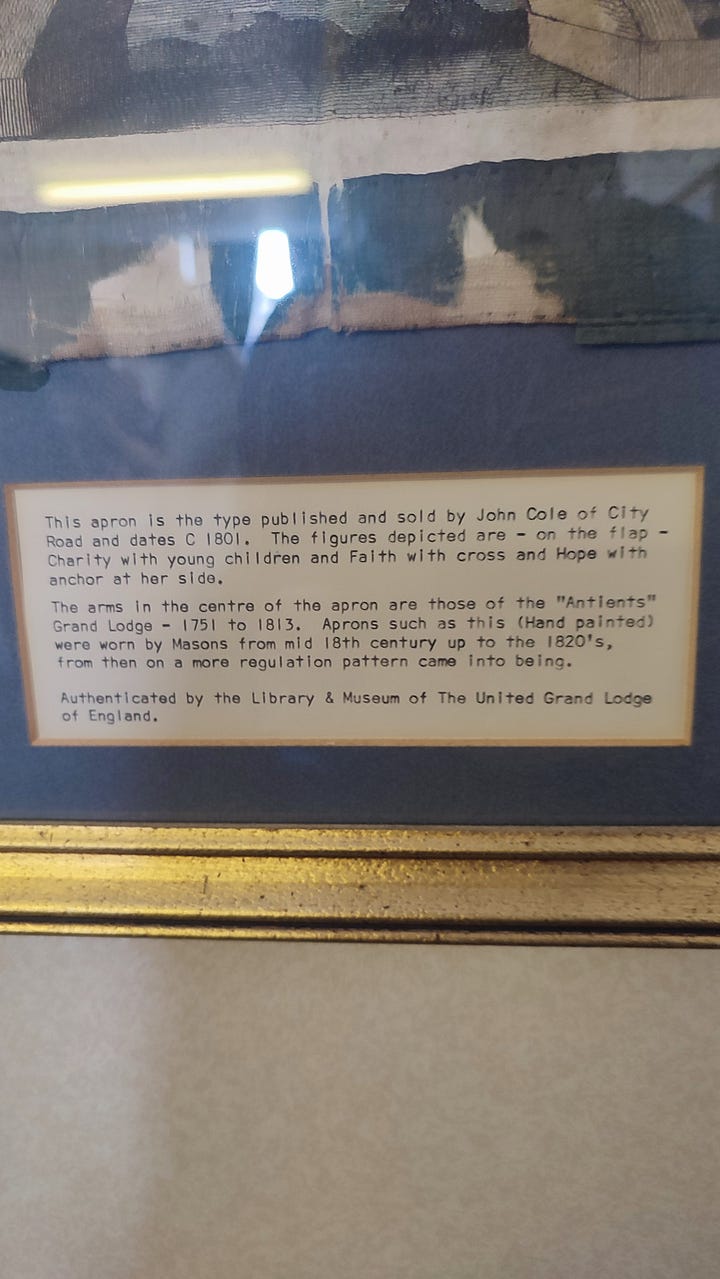 This apron is the type published and sold by John Cole of City
Road and dates C 1801. The figures depicted are - on the flap -
Charity with young children and Faith with cross and Hope with
anchor at her side.
The arms in the centre of the apron are those of the "Antients"
Grand Lodge - 1751 to 1813. Aprons such as this (Hand painted)
were worn by Masons from mid 18th century up to the 1820's,
from then on a more regulation pattern came into being.
Authenticated by the Library & Museum of The United Grand Lodge
of England.